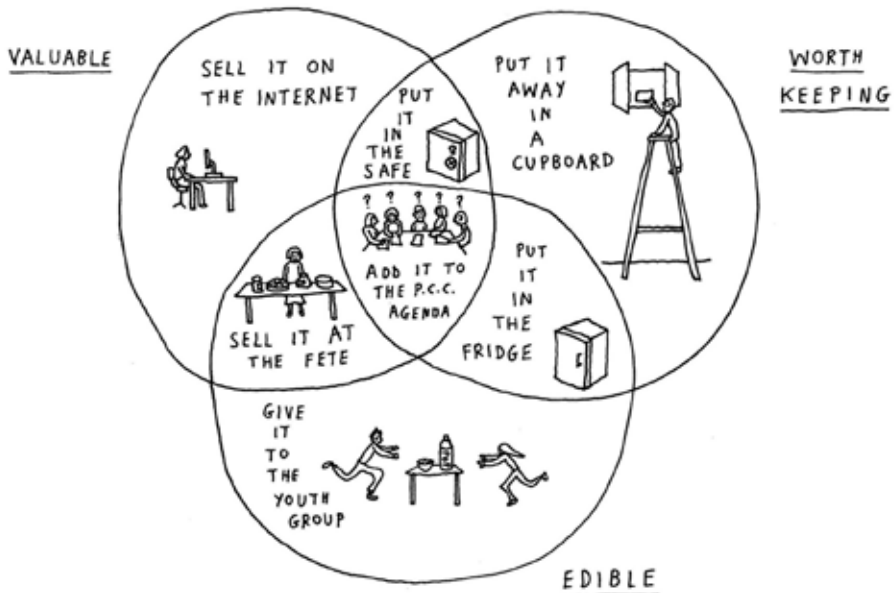 VALUABLE
SELL IT ON
THE INTERNET
PUT
IT
IN
THE
SAFE
PUT IT
AWAY
IN
A
CUPBOARD
WORTH
KEEPING
? ? ? ? ?
ADD IT TO
THE P.C.C.
AGENDA
SELL IT AT
THE FETE
PUT
IT
IN
THE
FRIDGE
GIVE
IT
TO
THE
YOUTH
GROUP
EDIBLE